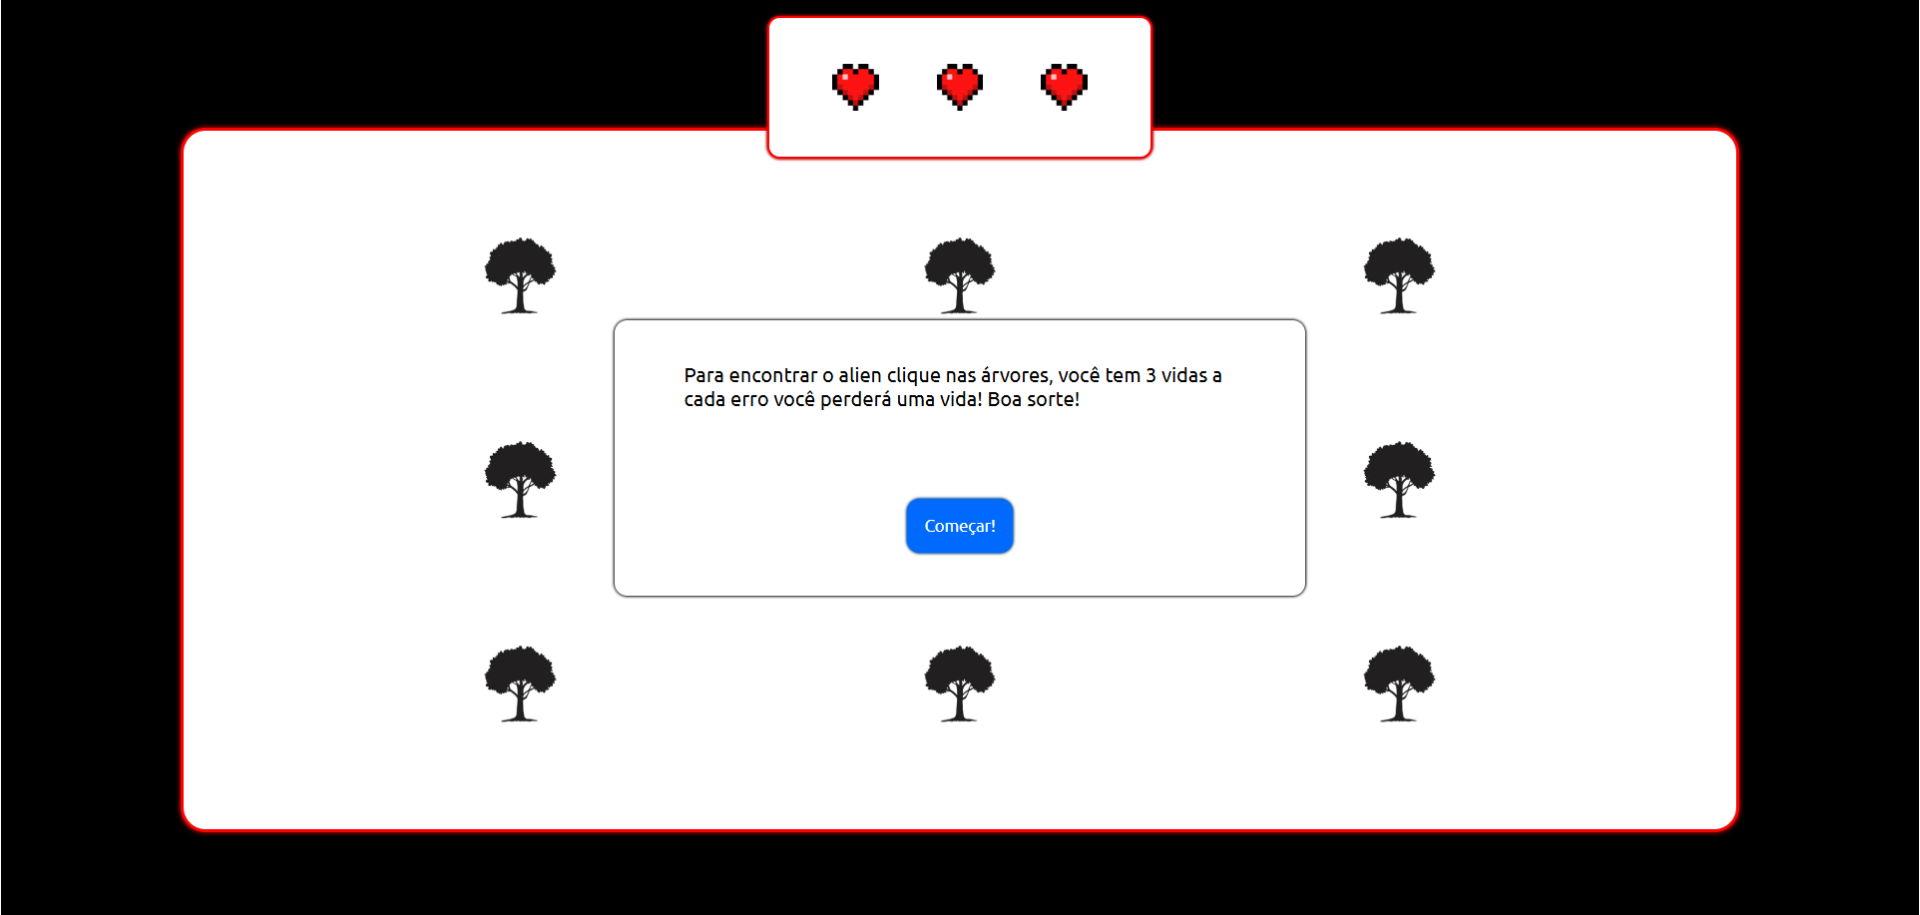 Para encontrar o alien clique nas árvores, você tem 3 vidas a
cada erro você perderá uma vida! Boa sorte!
Começar!